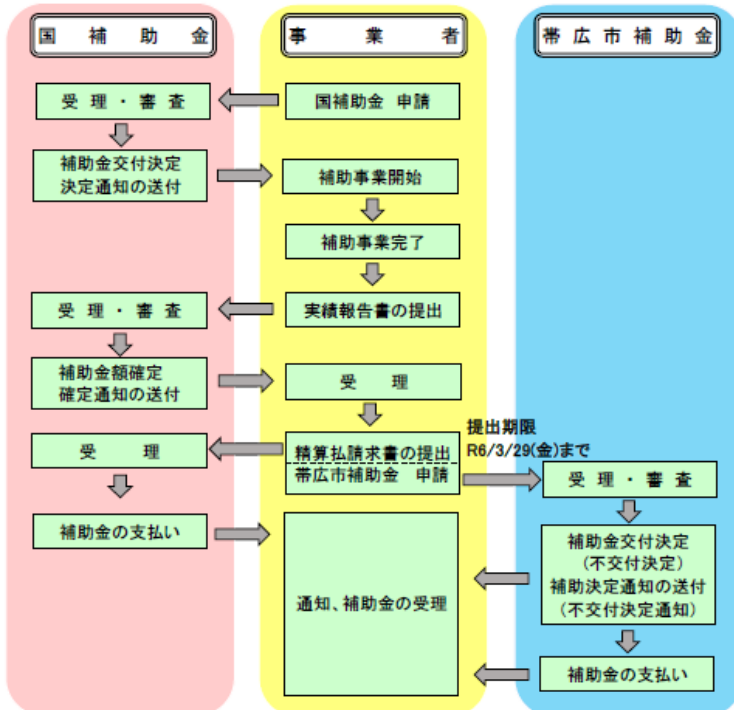 国補助金
事業者
帯広市補助金
受理・審査
国補助金 申請
補助金交付決定
決定通知の送付
補助事業開始
補助事業完了
受理・審査
実績報告書の提出
補助金額確定
確定通知の送付
受理
提出期限
R6/3/29(金)まで
受理
精算払請求書の提出
帯広市補助金 申請
受理・審査
補助金の支払い
通知、補助金の受理
補助金交付決定
(不交付決定)
補助決定通知の送付
(不交付決定通知)
補助金の支払い